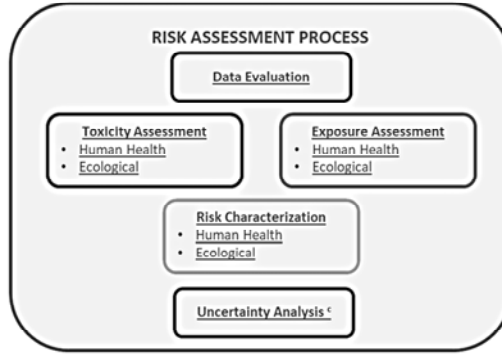 RISK ASSESSMENT PROCESS
Data Evaluation
Toxicity Assessment
• Human Health
• Ecological
Exposure Assessment
• Human Health
• Ecological
Risk Characterization
• Human Health
• Ecological
Uncertainty Analysis c